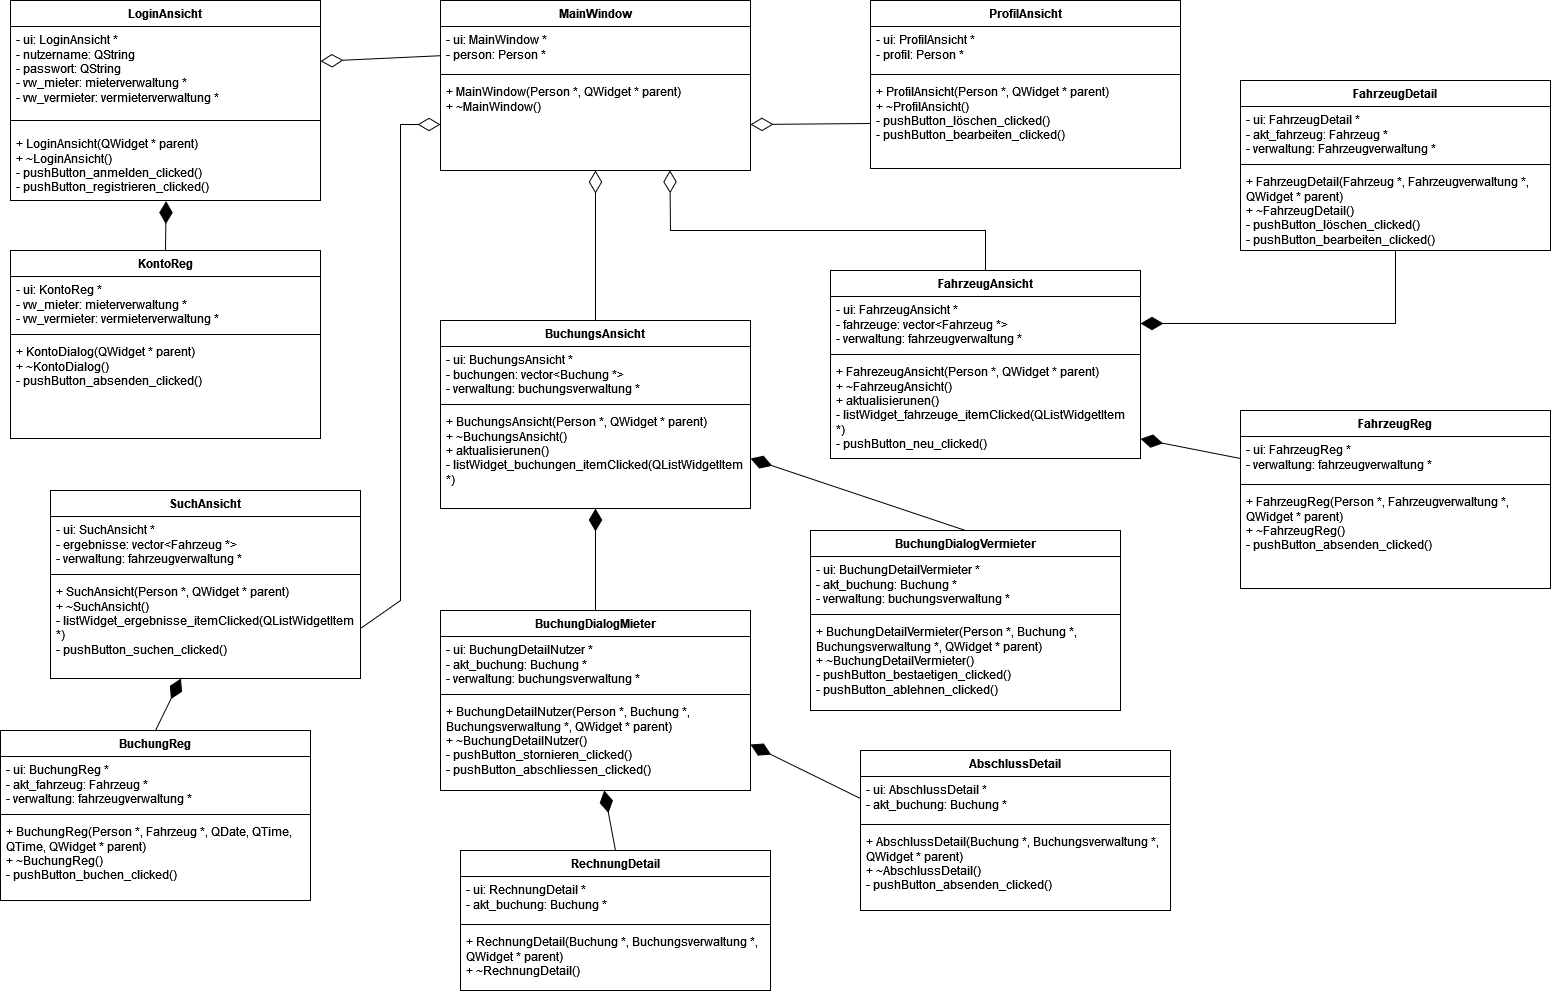 LoginAnsicht
- ui: LoginAnsicht *
- nutzername: QString
- passwort: QString
- vw_mieter: mieterverwaltung *
- vw_vermieter: vermieterverwaltung *
+ LoginAnsicht(QWidget * parent)
+ ~LoginAnsicht()
- pushButton_anmelden_clicked()
- pushButton_registrieren_clicked()
MainWindow
- ui: MainWindow *
- person: Person *
+ MainWindow(Person *, QWidget * parent)
+ ~MainWindow()
ProfilAnsicht
- ui: ProfilAnsicht *
- profil: Person *
+ ProfilAnsicht(Person *, QWidget * parent)
+ ~ProfilAnsicht()
- pushButton_löschen_clicked()
- pushButton_bearbeiten_clicked()
FahrzeugDetail
- ui: FahrzeugDetail *
- akt_fahrzeug: Fahrzeug *
- verwaltung: Fahrzeugverwaltung *
+ FahrzeugDetail(Fahrzeug *, Fahrzeugverwaltung *,
QWidget * parent)
+ ~FahrzeugDetail()
- pushButton_löschen_clicked()
- pushButton_bearbeiten_clicked()
KontoReg
- ui: KontoReg *
- vw_mieter: mieterverwaltung *
- vw_vermieter: vermieterverwaltung *
+ KontoDialog(QWidget * parent)
+ ~KontoDialog()
- pushButton_absenden_clicked()
BuchungsAnsicht
- ui: BuchungsAnsicht *
- buchungen: vector<Buchung *>
- verwaltung: buchungsverwaltung *
+ BuchungsAnsicht(Person *, QWidget * parent)
+ ~BuchungsAnsicht()
+ aktualisierunen()
- listWidget_buchungen_itemClicked(QListWidgetItem
*)
FahrzeugAnsicht
- ui: FahrzeugAnsicht *
- fahrzeuge: vector<Fahrzeug *>
- verwaltung: fahrzeugverwaltung *
+ FahrezeugAnsicht(Person *, QWidget * parent)
+ ~FahrzeugAnsicht()
+ aktualisierunen()
- listWidget_fahrzeuge_itemClicked(QListWidgetItem
*)
- pushButton_neu_clicked()
FahrzeugReg
- ui: FahrzeugReg *
- verwaltung: fahrzeugverwaltung *
+ FahrzeugReg(Person *, Fahrzeugverwaltung *,
QWidget * parent)
+ ~FahrzeugReg()
- pushButton_absenden_clicked()
SuchAnsicht
- ui: SuchAnsicht *
- ergebnisse: vector<Fahrzeug *>
- verwaltung: fahrzeugverwaltung *
+ SuchAnsicht(Person *, QWidget * parent)
+ ~SuchAnsicht()
- listWidget_ergebnisse_itemClicked(QListWidgetItem
*)
- pushButton_suchen_clicked()
BuchungDialogVermieter
- ui: BuchungDetailVermieter *
- akt_buchung: Buchung *
- verwaltung: buchungsverwaltung *
+ BuchungDetailVermieter(Person *, Buchung *,
Buchungsverwaltung *, QWidget * parent)
+ ~BuchungDetailVermieter()
- pushButton_bestaetigen_clicked()
- pushButton_ablehnen_clicked()
BuchungDialogMieter
- ui: BuchungDetailNutzer *
- akt_buchung: Buchung *
- verwaltung: buchungsverwaltung *
+ BuchungDetailNutzer(Person *, Buchung *,
Buchungsverwaltung *, QWidget * parent)
+ ~BuchungDetailNutzer()
- pushButton_stornieren_clicked()
- pushButton_abschliessen_clicked()
BuchungReg
- ui: BuchungReg *
- akt_fahrzeug: Fahrzeug *
- verwaltung: fahrzeugverwaltung *
+ BuchungReg(Person *, Fahrzeug *, QDate, QTime,
QTime, QWidget * parent)
+ ~BuchungReg()
- pushButton_buchen_clicked()
AbschlussDetail
- ui: AbschlussDetail *
- akt_buchung: Buchung *
+ AbschlussDetail(Buchung *, Buchungsverwaltung *,
QWidget * parent)
+ ~AbschlussDetail()
- pushButton_absenden_clicked()
RechnungDetail
- ui: RechnungDetail *
- akt_buchung: Buchung *
+ RechnungDetail(Buchung *, Buchungsverwaltung *,
QWidget * parent)
+ ~RechnungDetail()